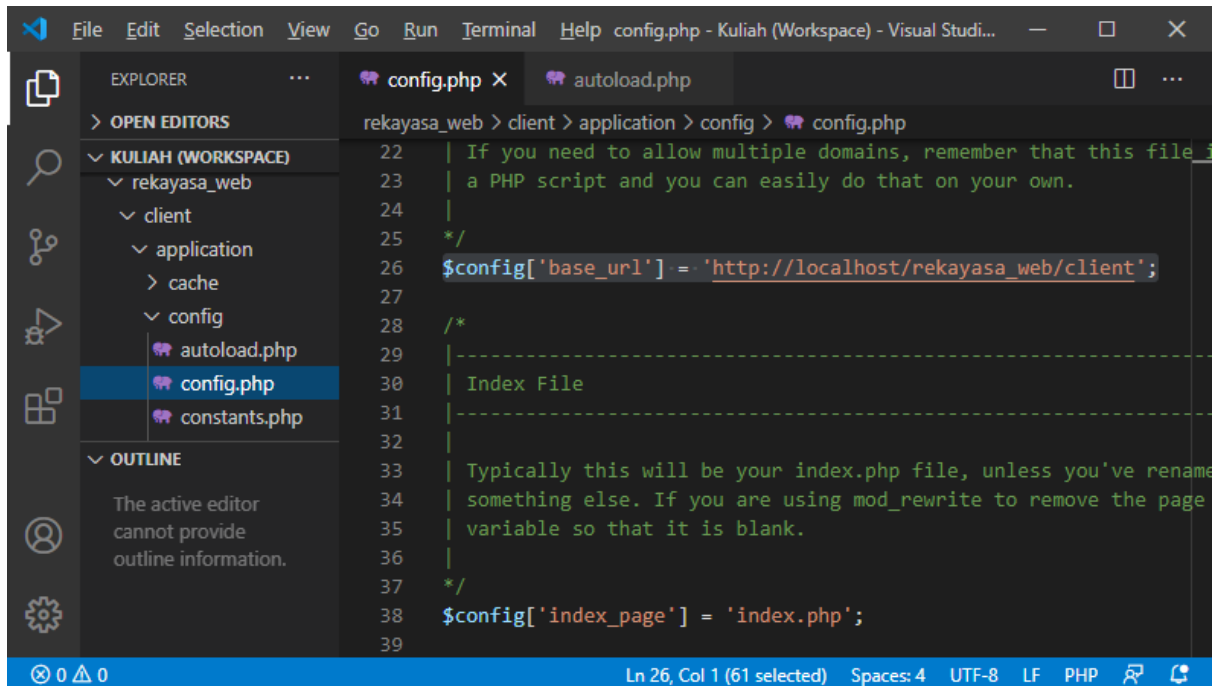 File Edit Selection View Go Run Terminal Help config.php - Kuliah (Workspace) - Visual Studi...
EXPLORER ...
config.php autoload.php ...
> OPEN EDITORS
rekayasa_web > client > application > config > config.php
KULIAH (WORKSPACE)
rekayasa_web
client
application
> cache
config
autoload.php
config.php
constants.php
OUTLINE
The active editor
cannot provide
outline information.
22 | If you need to allow multiple domains, remember that this file
23 | a PHP script and you can easily do that on your own.
24 |
25 */
26 $config['base_url'] = 'http://localhost/rekayasa_web/client';
27
28 /*
29 |--------------------------------------------------------------------------
30 | Index File
31 |--------------------------------------------------------------------------
32 |
33 | Typically this will be your index.php file, unless you've rename
34 | something else. If you are using mod_rewrite to remove the page
35 | variable so that it is blank.
36 |
37 */
38 $config['index_page'] = 'index.php';
39
0 0 Ln 26, Col 1 (61 selected) Spaces: 4 UTF-8 LF PHP